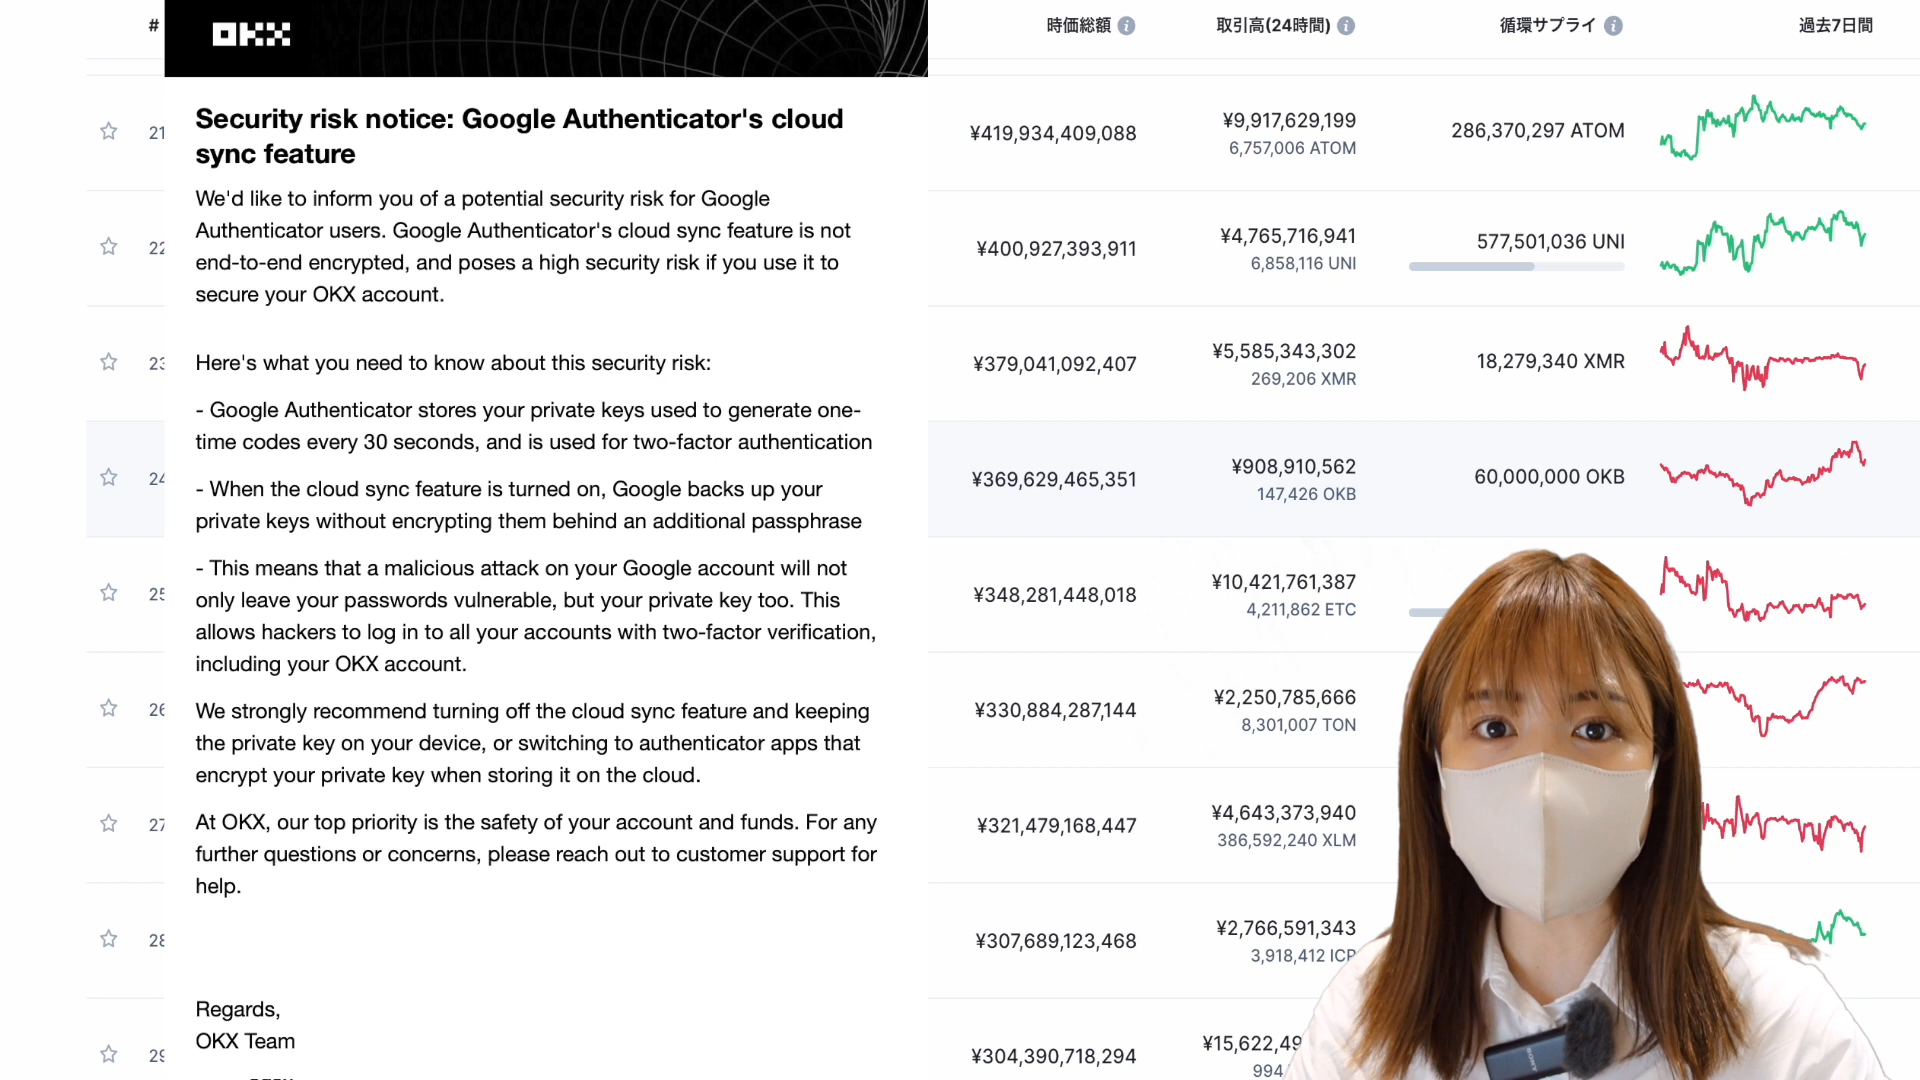 #
時価総額
取引高(24時間)
循環サプライ
過去7日間
OKX
Security risk notice: Google Authenticator's cloud
sync feature
We'd like to inform you of a potential security risk for Google
Authenticator users. Google Authenticator's cloud sync feature is not
end-to-end encrypted, and poses a high security risk if you use it to
secure your OKX account.
Here's what you need to know about this security risk:
- Google Authenticator stores your private keys used to generate one-
time codes every 30 seconds, and is used for two-factor authentication
- When the cloud sync feature is turned on, Google backs up your
private keys without encrypting them behind an additional passphrase
- This means that a malicious attack on your Google account will not
only leave your passwords vulnerable, but your private key too. This
allows hackers to log in to all your accounts with two-factor verification,
including your OKX account.
We strongly recommend turning off the cloud sync feature and keeping
the private key on your device, or switching to authenticator apps that
encrypt your private key when storing it on the cloud.
At OKX, our top priority is the safety of your account and funds. For any
further questions or concerns, please reach out to customer support for
help.
Regards,
OKX Team
21
¥419,934,409,088
¥9,917,629,199
6,757,006 ATOM
286,370,297 ATOM
22
¥400,927,393,911
¥4,765,716,941
6,858,116 UNI
577,501,036 UNI
23
¥379,041,092,407
¥5,585,343,302
269,206 XMR
18,279,340 XMR
24
¥369,629,465,351
¥908,910,562
147,426 OKB
60,000,000 OKB
25
¥348,281,448,018
¥10,421,761,387
4,211,862 ETC
26
¥330,884,287,144
¥2,250,785,666
8,301,007 TON
27
¥321,479,168,447
¥4,643,373,940
386,592,240 XLM
28
¥307,689,123,468
¥2,766,591,343
3,918,412 ICP
29
¥304,390,718,294
¥15,622,49
994